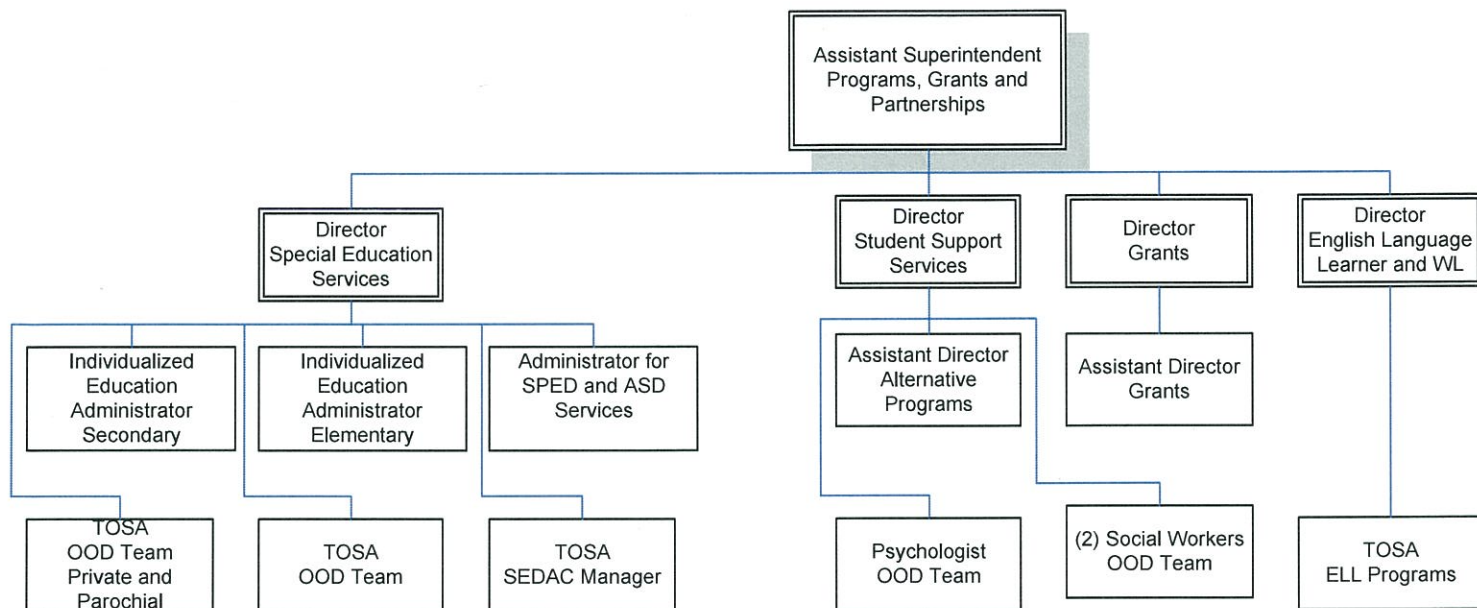 Assistant Superintendent
Programs, Grants and
Partnerships
Director
Special Education
Services
Director
Student Support
Services
Director
Grants
Director
English Language
Learner and WL
Individualized
Education
Administrator
Secondary
Individualized
Education
Administrator
Elementary
Administrator for
SPED and ASD
Services
Assistant Director
Alternative
Programs
Assistant Director
Grants
TOSA
OOD Team
Private and
Parochial
TOSA
OOD Team
TOSA
SEDAC Manager
Psychologist
OOD Team
(2) Social Workers
OOD Team
TOSA
ELL Programs